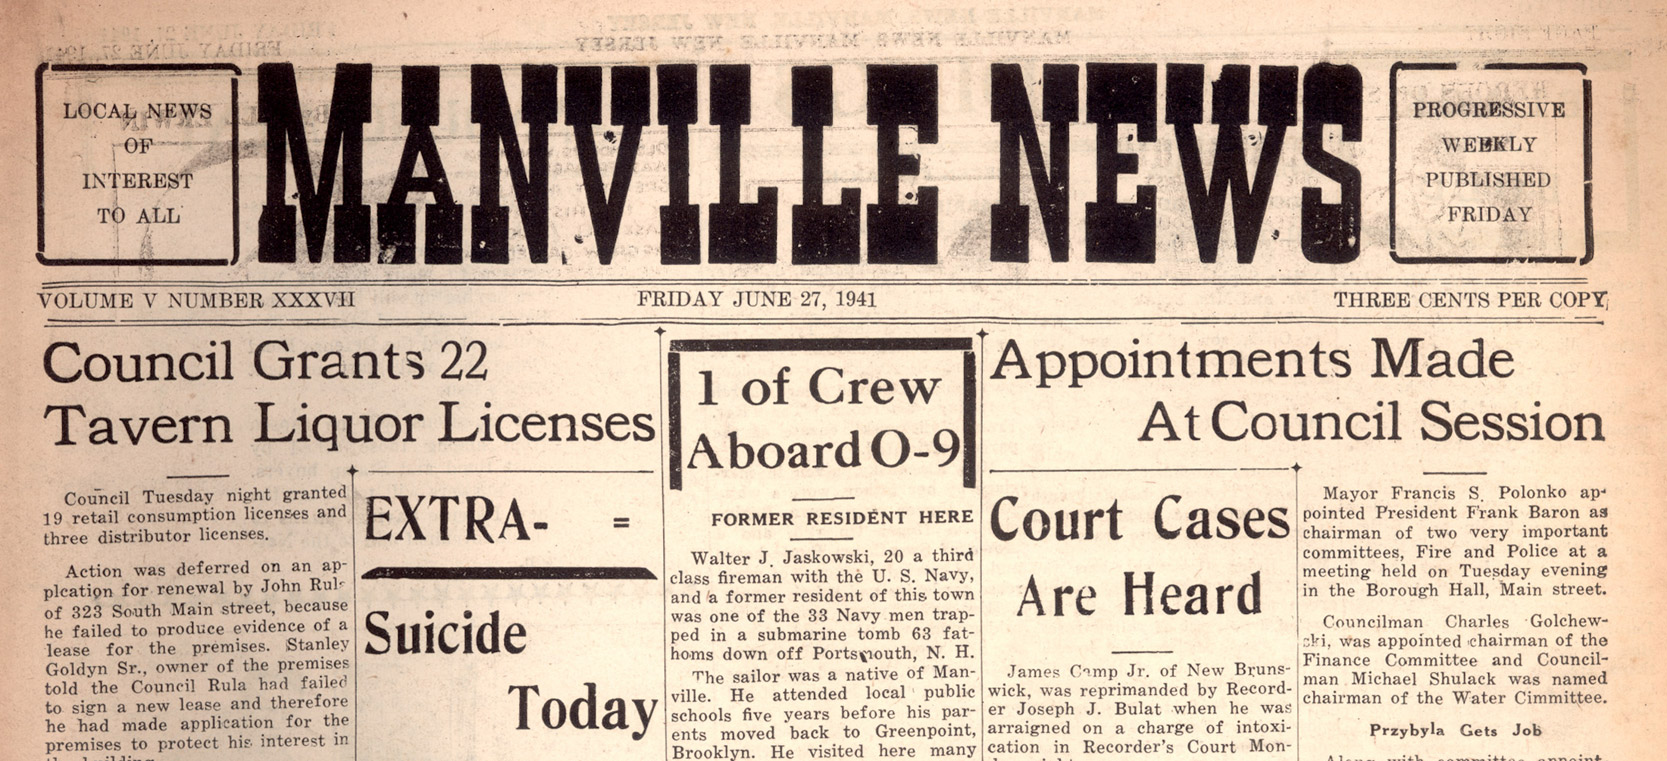 LOCAL NEWS
OF
INTEREST
TO ALL
MANVILLE NEWS
PROGRESSIVE
WEEKLY
PUBLISHED
FRIDAY
VOLUME V NUMBER XXXVII
FRIDAY JUNE 27, 1941
THREE CENTS PER COPY
Council Grants 22
Tavern Liquor Licenses
Council Tuesday night granted
19 retail consumption licenses and
three distributor licenses.
Action was deferred on an ap-
plcation for renewal by John
of 323 South Main street, because
he failed to produce evidence of a
lease for the premises. Stanley
Goldyn Sr., owner of the premises
told the Council Rula had failed
to sign a new lease and therefore
he had made application for the
premises to protect his interest in
EXTRA- =
Suicide
Today
1 of Crew
Aboard O-9
FORMER RESIDENT HERE
Walter J. Jaskowski, 20 a third
class fireman with the U. S. Navy,
and a former resident of this town
was one of the 33 Navy men trap-
ped in a submarine tomb 63 fat-
homs down off Portsmouth, N. H.
The sailor was a native of Man-
ville. He attended local public
schools five years before his par-
ents moved back to Greenpoint,
Brooklyn. He visited here many
Appointments Made
At Council Session
Court Cases
Are Heard
James Camp Jr. of New Bruns-
wick, was reprimanded by Record-
er Joseph J. Bulat when he was
arraigned on a charge of intoxi-
cation in Recorder's Court Mon-
Mayor Francis S. Polonko ap-
pointed President Frank Baron as
chairman of two very important
committees, Fire and Police at a
meeting held on Tuesday evening
in the Borough Hall, Main street.
Councilman Charles Golchew-
ski, was appointed chairman of the
Finance Committee and Council-
man Michael Shulack was named
chairman of the Water Cimmittee.
Przybyla Gets Job
Along with committee appoint-